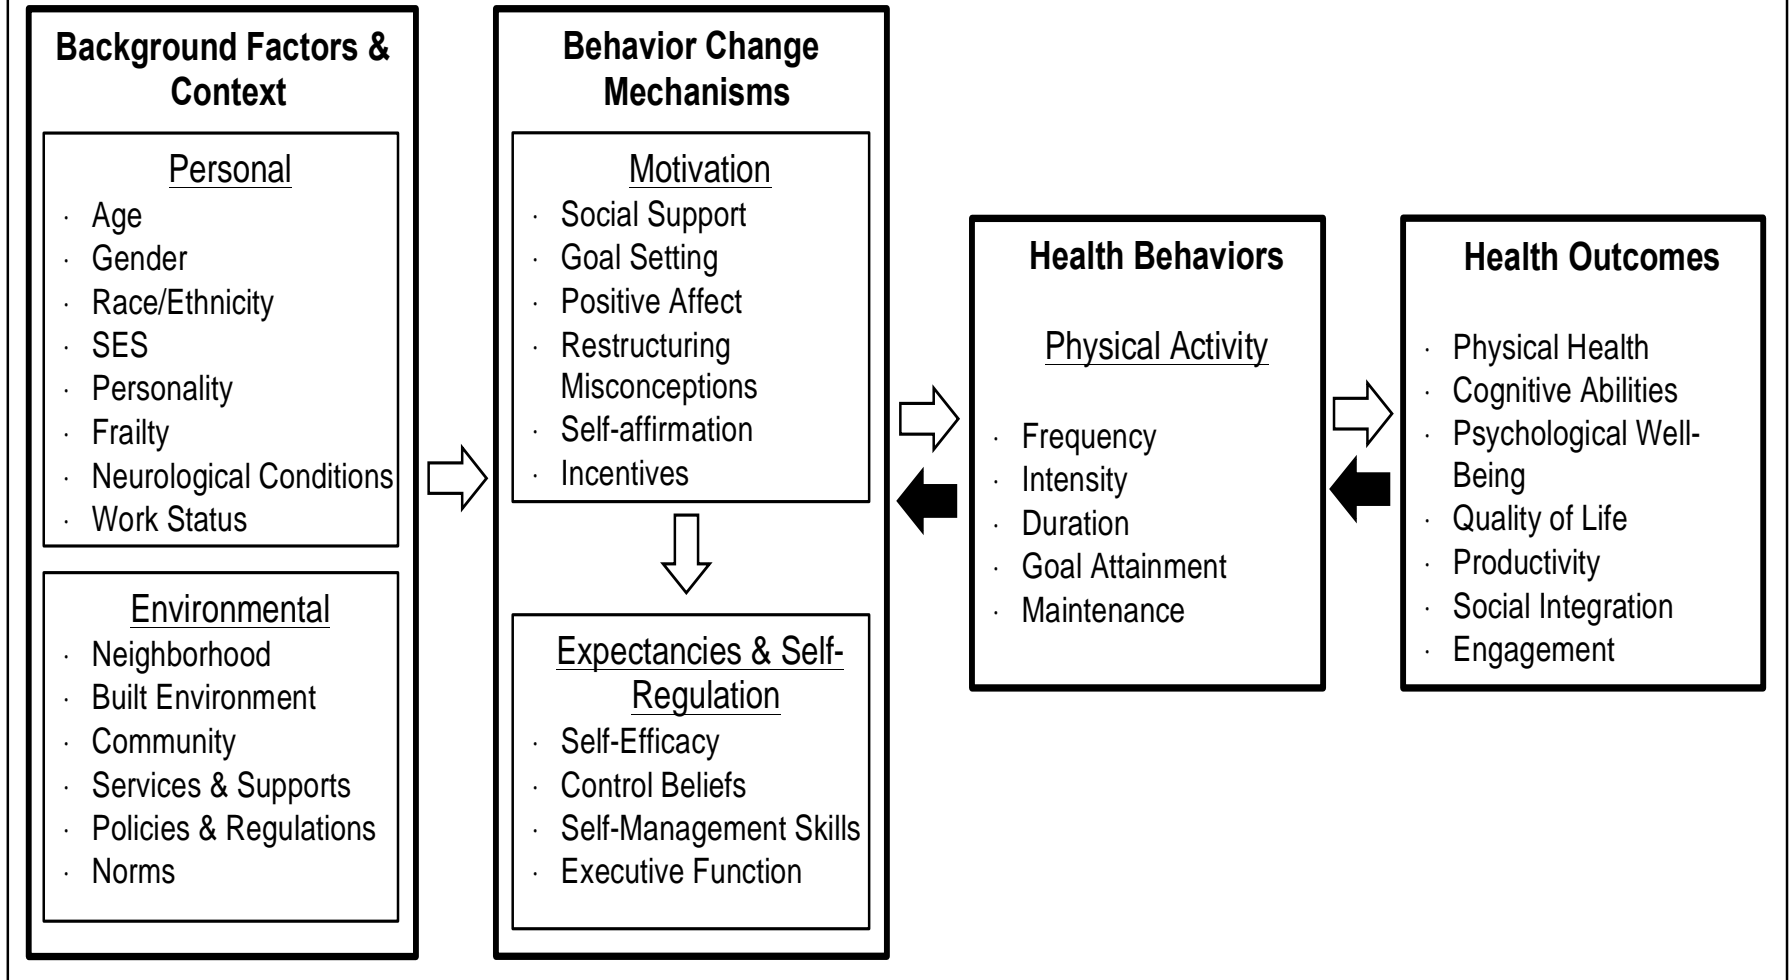 Background Factors &
Context
Personal
· Age
· Gender
· Race/Ethnicity
· SES
· Personality
· Frailty
· Neurological Conditions
· Work Status
Environmental
· Neighborhood
· Built Environment
· Community
· Services & Supports
· Policies & Regulations
· Norms
Behavior Change
Mechanisms
Motivation
· Social Support
· Goal Setting
· Positive Affect
· Restructuring
Misconceptions
· Self-affirmation
· Incentives
Expectancies & Self-
Regulation
· Self-Efficacy
· Control Beliefs
· Self-Management Skills
· Executive Function
Health Behaviors
Physical Activity
· Frequency
· Intensity
· Duration
· Goal Attainment
· Maintenance
Health Outcomes
· Physical Health
· Cognitive Abilities
· Psychological Well-
Being
· Quality of Life
· Productivity
· Social Integration
· Engagement